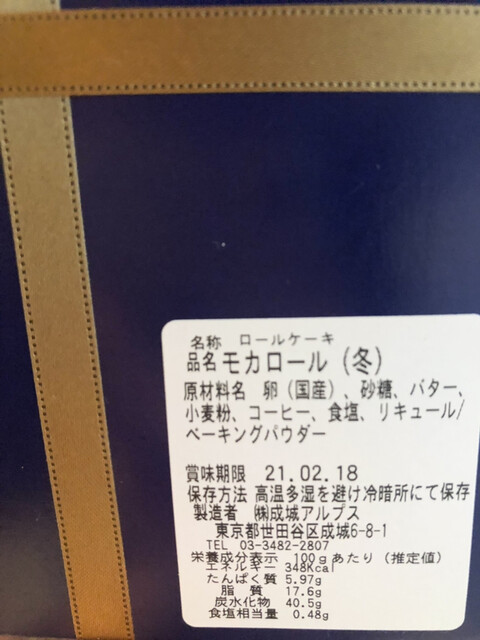 名称 ロールケーキ
品名 モカロール (冬)
原材料名 卵（国産）、砂糖、バター、
小麦粉、コーヒー、食塩、リキュール/
ベーキングパウダー
賞味期限 21.02.18
保存方法 高温多湿を避け冷暗所にて保存
製造者 ㈱成城アルプス
東京都世田谷区成城6-8-1
TEL 03-3482-2807
栄養成分表示 100gあたり（推定値）
エネルギー 348Kcal
たんぱく質 5.97g
脂質 17.6g
炭水化物 40.5g
食塩相当量 0.48g